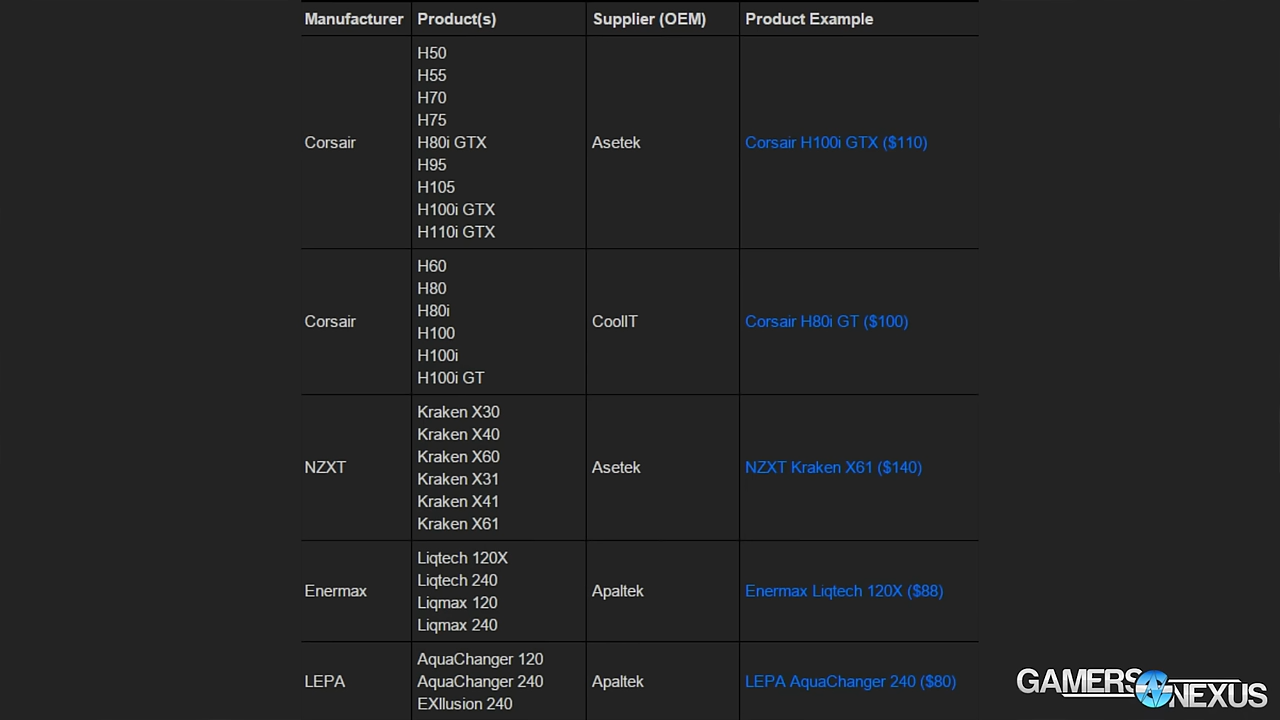 Manufacturer Product(s) Supplier (OEM) Product Example
H50
H55
H70
H75
Corsair H80i GTX Asetek Corsair H100i GTX ($110)
H95
H105
H100i GTX
H110i GTX
H60
H80
H80i
Corsair CoolIT Corsair H80i GT ($100)
H100
H100i
H100i GT
Kraken X30
Kraken X40
Kraken X60
NZXT Asetek NZXT Kraken X61 ($140)
Kraken X31
Kraken X41
Kraken X61
Liqtech 120X
Liqtech 240
Enermax Apaltek Enermax Liqtech 120X ($88)
Liqmax 120
Liqmax 240
AquaChanger 120
LEPA AquaChanger 240 Apaltek LEPA AquaChanger 240 ($80)
EXllusion 240
GAMERS
NEXUS